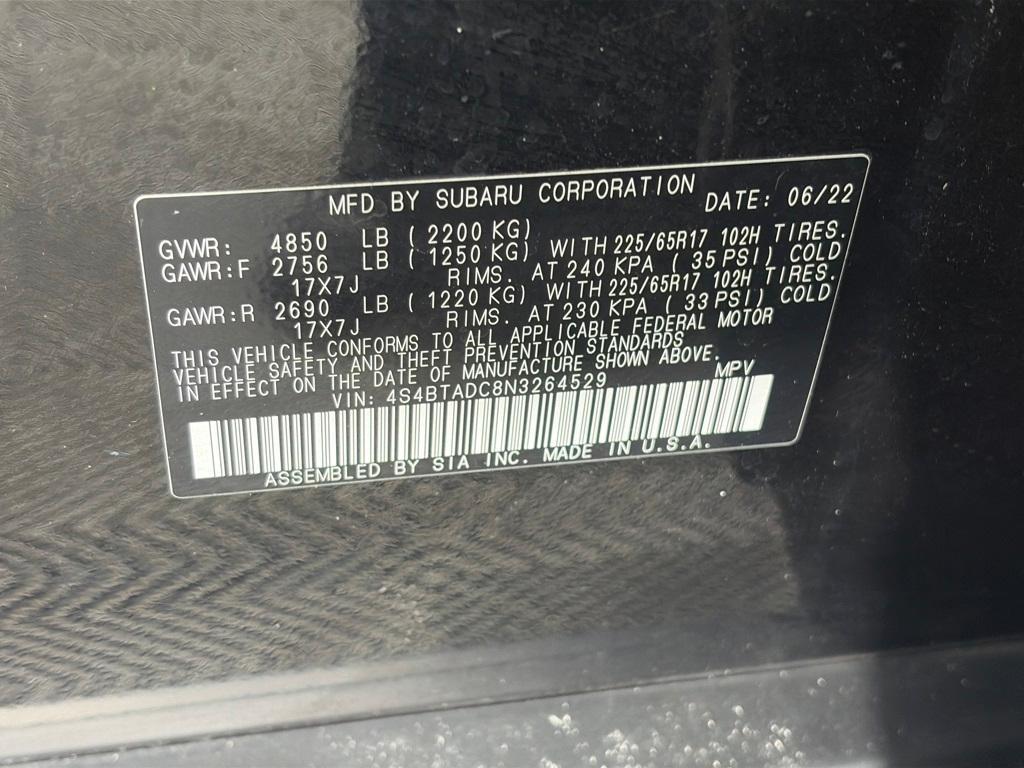 MFD BY SUBARU CORPORATION DATE: 06/22
GVWR: 4850 LB ( 2200 KG)
GAWR:F 2756 LB ( 1250 KG) WITH 225/65R17 102H TIRES.
17X7J RIMS. AT 240 KPA ( 35 PSI) COLD
GAWR:R 2690 LB ( 1220 KG) WITH 225/65R17 102H TIRES.
17X7J RIMS. AT 230 KPA ( 33 PSI) COLD
THIS VEHICLE CONFORMS TO ALL APPLICABLE FEDERAL MOTOR
VEHICLE SAFETY AND THEFT PREVENTION STANDARDS
IN EFFECT ON THE DATE OF MANUFACTURE SHOWN ABOVE.
VIN: 4S4BTADC8N3264529 MPV
ASSEMBLED BY SIA INC. MADE IN U.S.A.